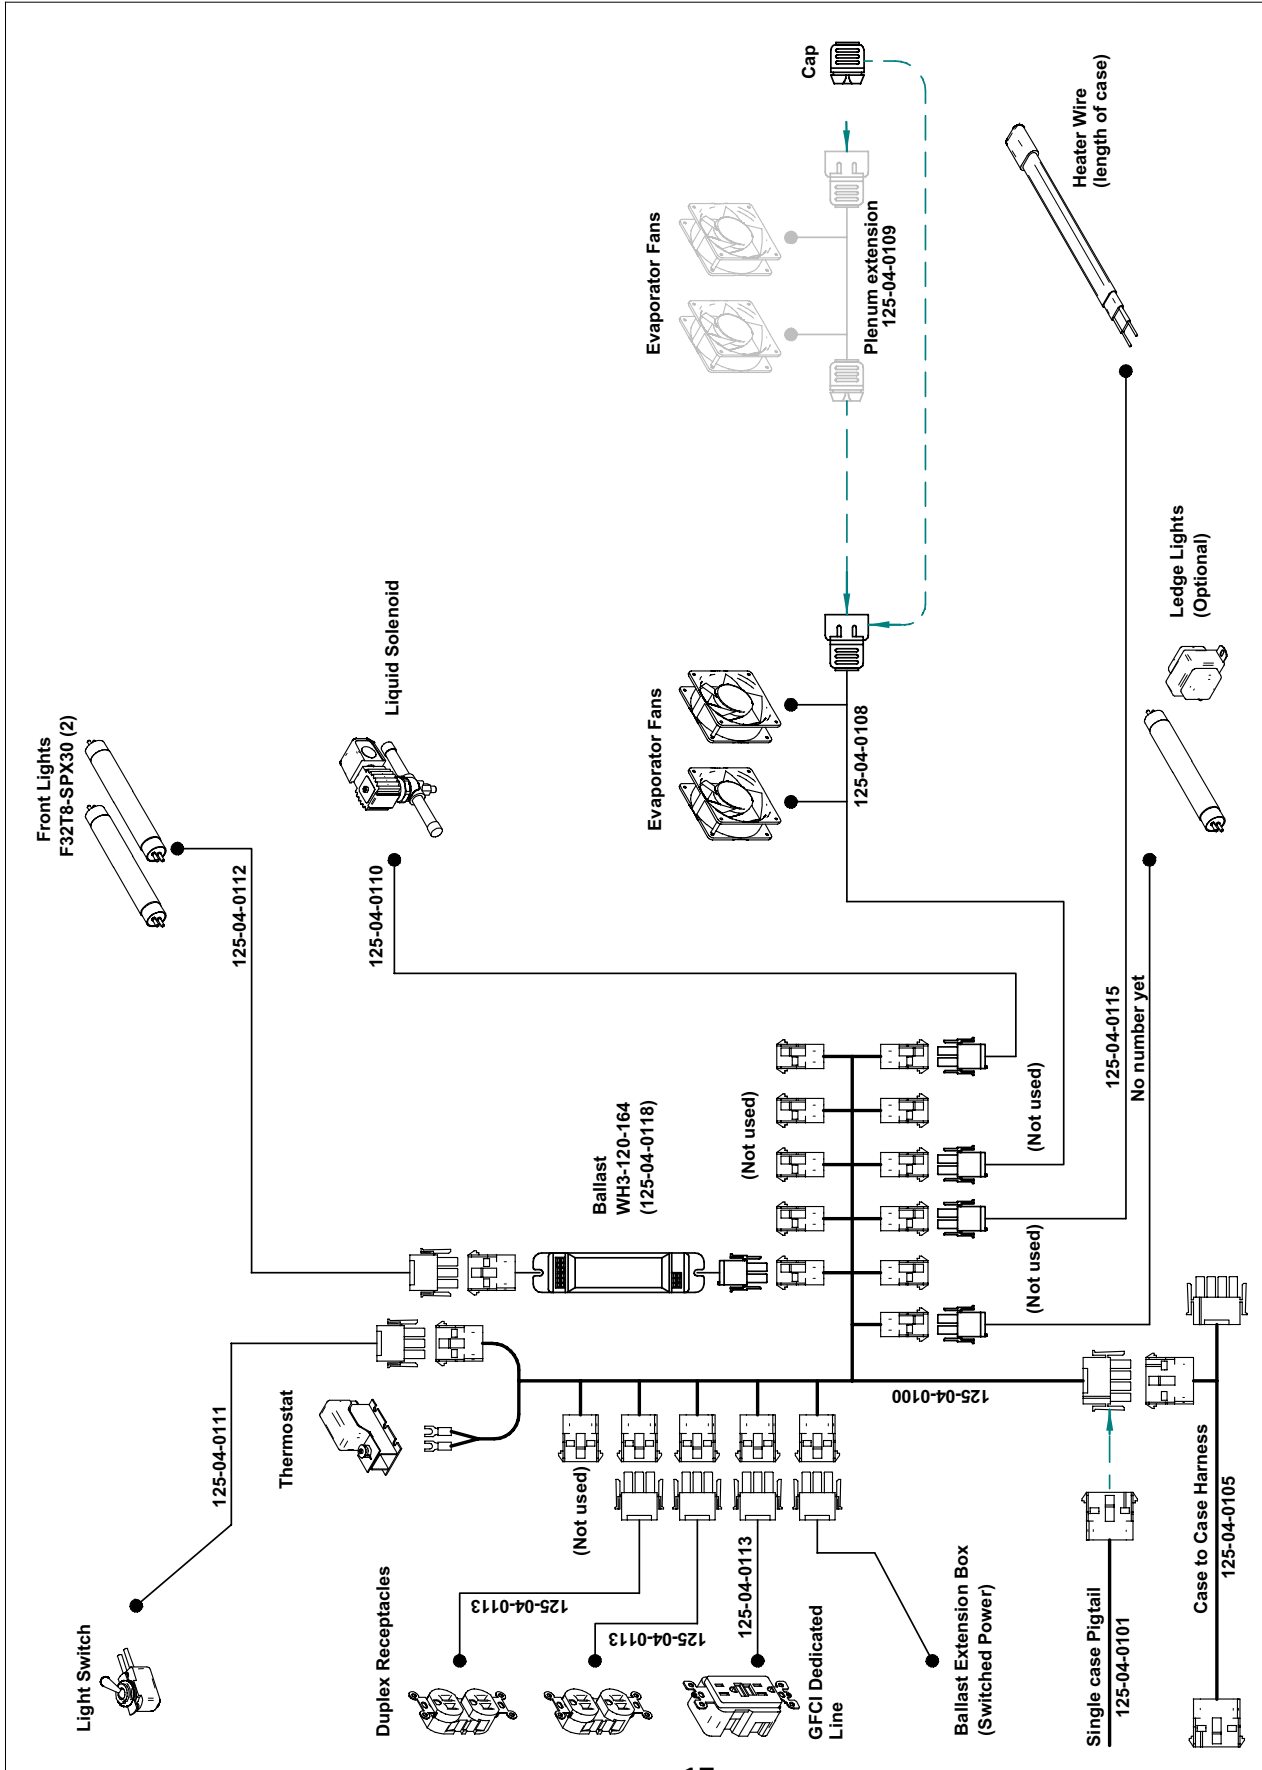 Light Switch
125-04-0111
Front Lights
F32T8-SPX30 (2)
125-04-0112
Thermostat
Liquid Solenoid
125-04-0110
Duplex Receptacles
125-04-0113
125-04-0113
(Not used)
125-04-0113
GFCI Dedicated
Line
Ballast Extension Box
(Switched Power)
Ballast
WH3-120-164
(125-04-0118)
(Not used)
Evaporator Fans
125-04-0108
Evaporator Fans
Plenum extension
125-04-0109
Cap
125-04-0100
(Not used)
(Not used)
Heater Wire
(length of case)
125-04-0115
No number yet
Ledge Lights
(Optional)
Single case Pigtail
125-04-0101
Case to Case Harness
125-04-0105